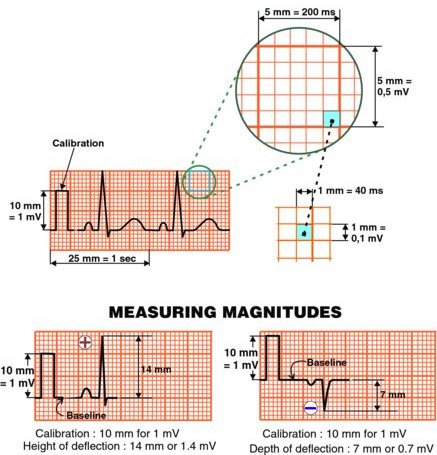 5 mm = 200 ms
5 mm =
0,5 mV
Calibration
10 mm
= 1 mV
1 mm = 40 ms
1 mm =
0,1 mV
25 mm = 1 sec
MEASURING MAGNITUDES
+
10 mm
= 1 mV
14 mm
Baseline
Calibration : 10 mm for 1 mV
Height of deflection : 14 mm or 1.4 mV
10 mm
= 1 mV
Baseline
7 mm
−
Calibration : 10 mm for 1 mV
Depth of deflection : 7 mm or 0.7 mV